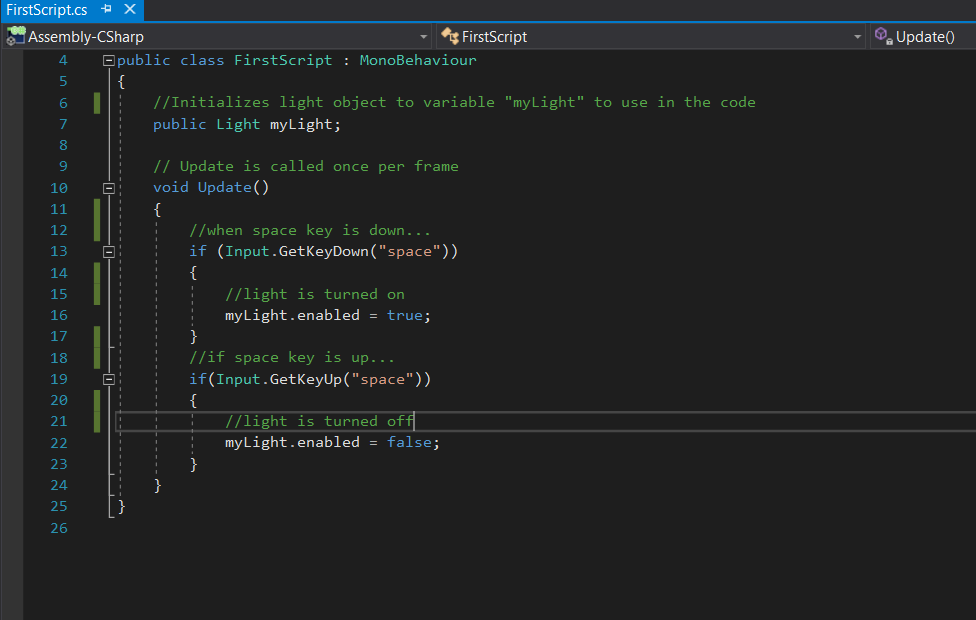 FirstScript.cs
Assembly-CSharp FirstScript Update()
4 public class FirstScript : MonoBehaviour
5 {
6 //Initializes light object to variable "myLight" to use in the code
7 public Light myLight;
8
9 // Update is called once per frame
10 void Update()
11 {
12 //when space key is down...
13 if (Input.GetKeyDown("space"))
14 {
15 //light is turned on
16 myLight.enabled = true;
17 }
18 //if space key is up...
19 if(Input.GetKeyUp("space"))
20 {
21 //light is turned off
22 myLight.enabled = false;
23 }
24 }
25 }
26